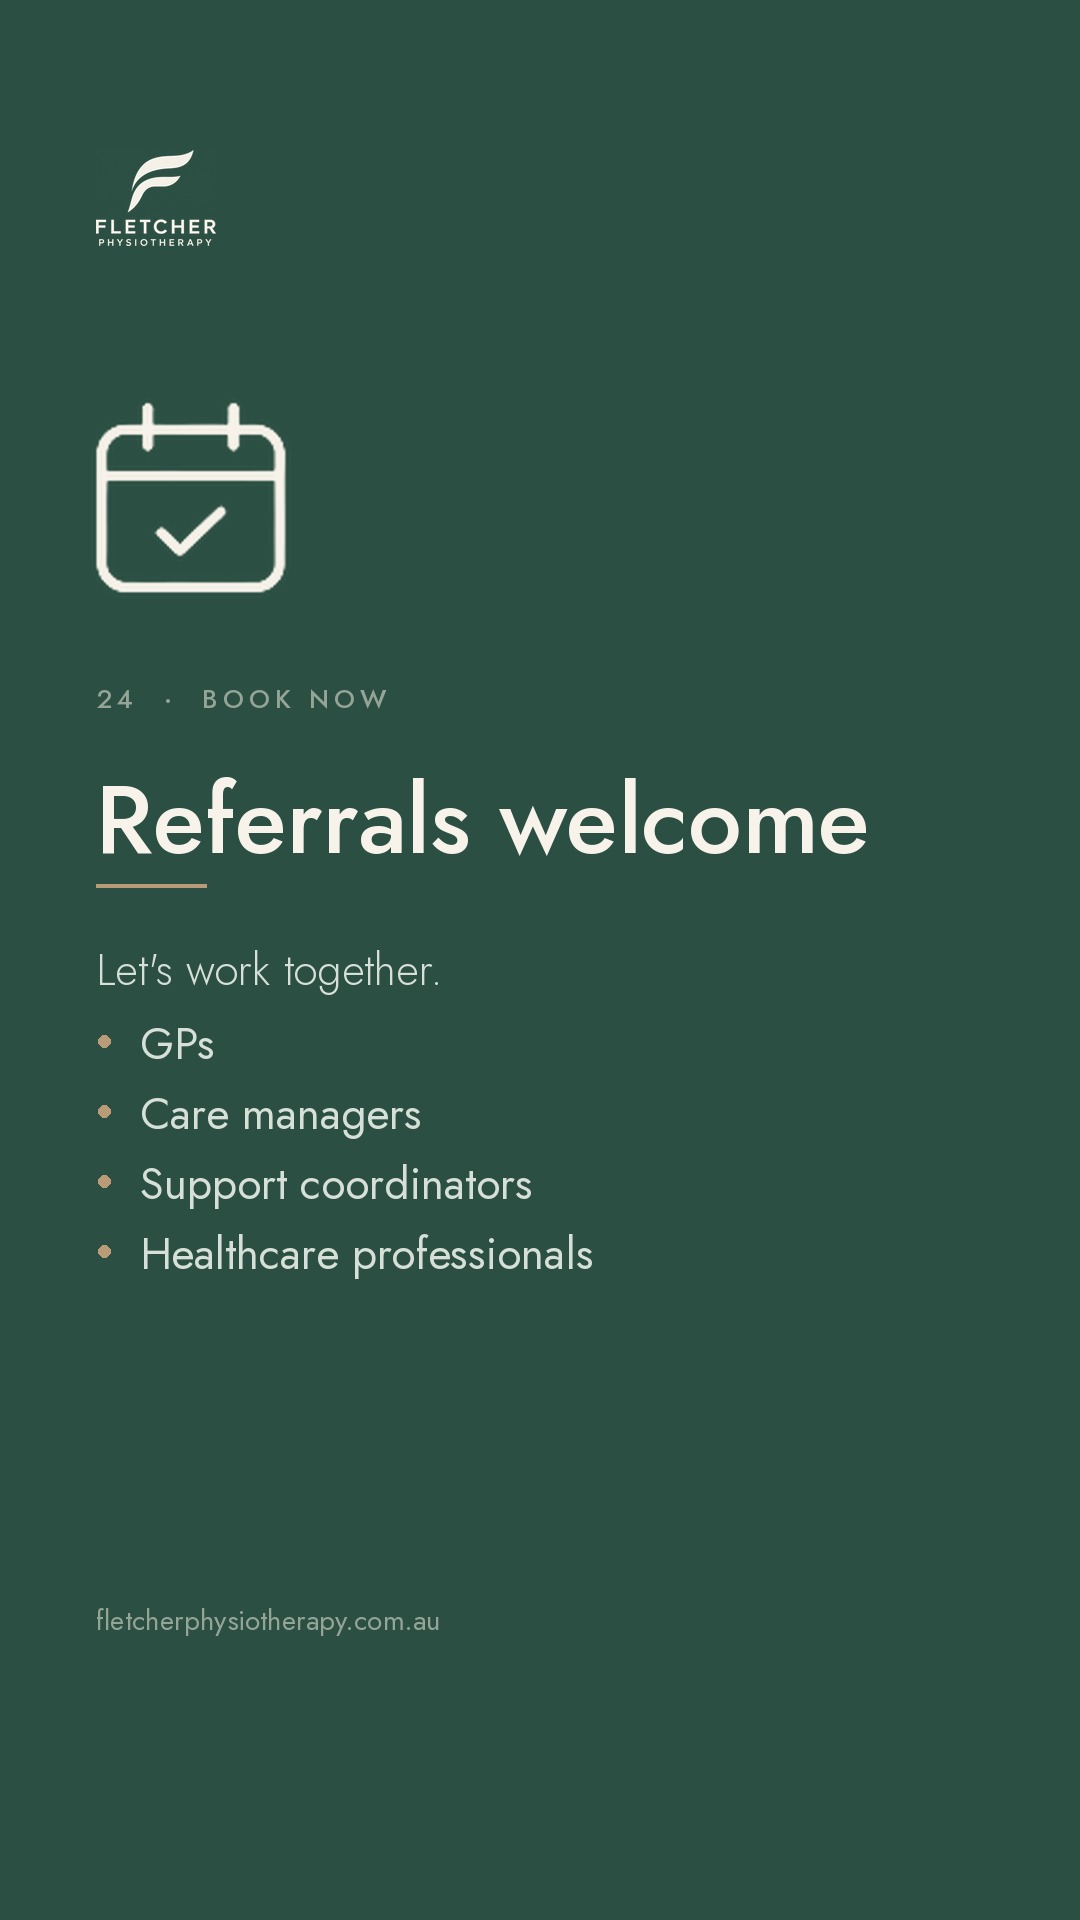 FLETCHER
PHYSIOTHERAPY
24 · BOOK NOW
Referrals welcome
Let's work together.
• GPs
• Care managers
• Support coordinators
• Healthcare professionals
fletcherphysiotherapy.com.au